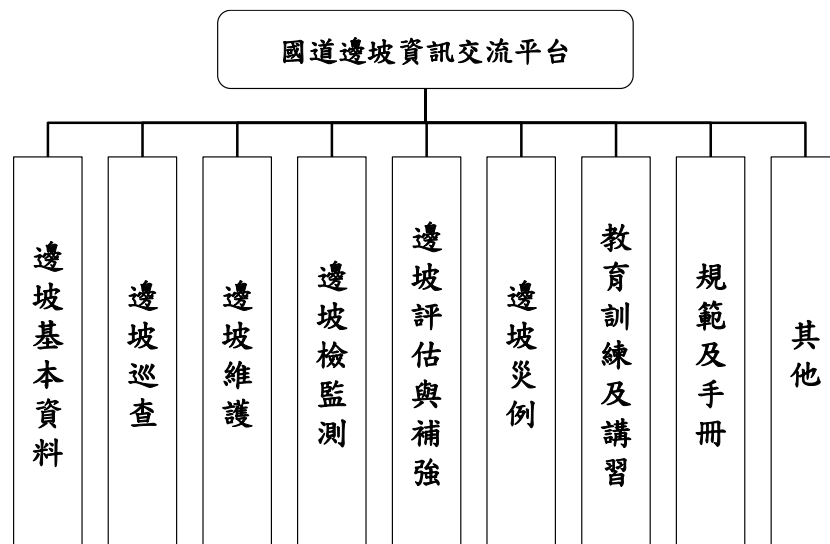 國道邊坡資訊交流平台
邊坡基本資料
邊坡巡查
邊坡維護
邊坡檢監測
邊坡評估與補強
邊坡災例
教育訓練及講習
規範及手冊
其他